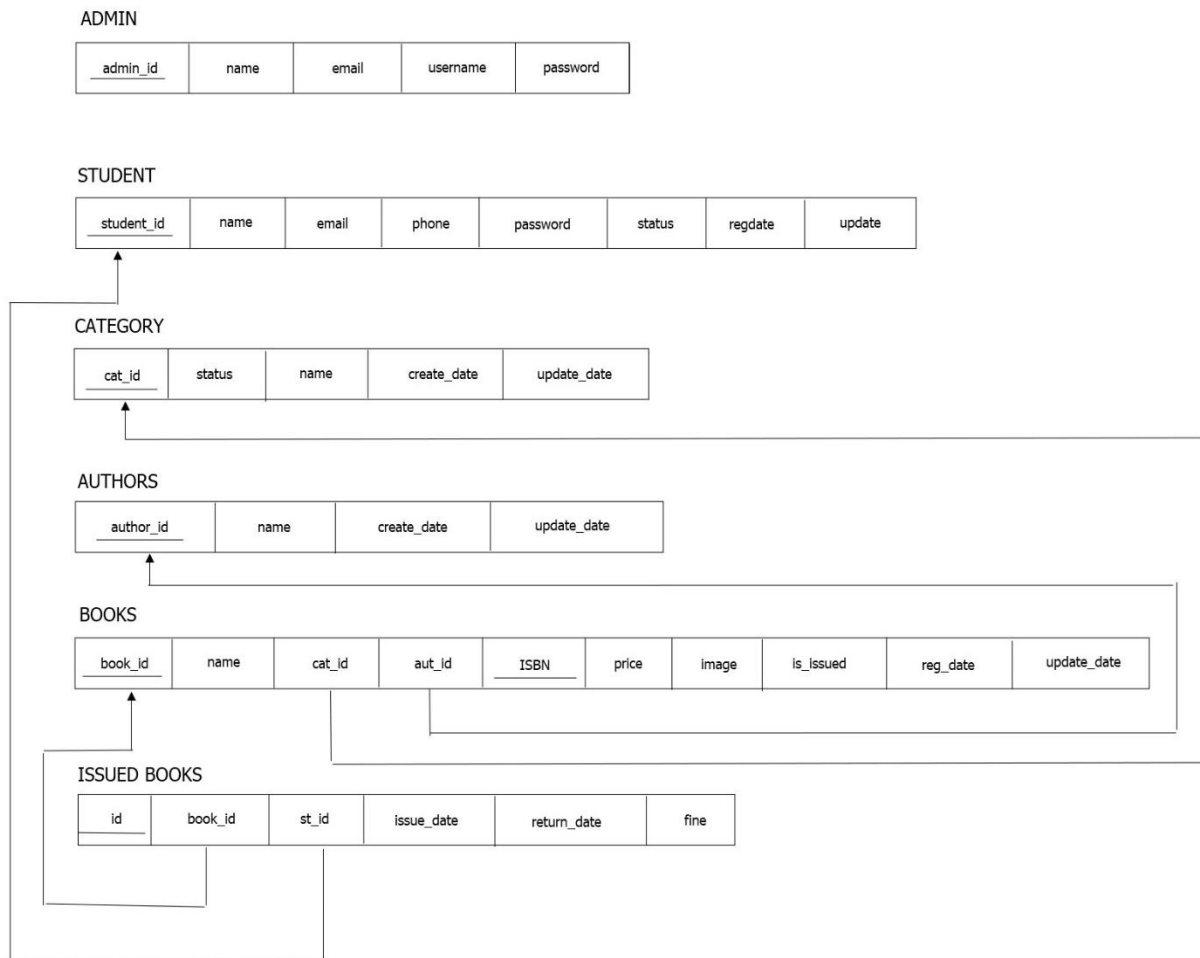 ADMIN
admin_id name email username password
STUDENT
student_id name email phone password status regdate update
CATEGORY
cat_id status name create_date update_date
AUTHORS
author_id name create_date update_date
BOOKS
book_id name cat_id aut_id ISBN price image is_issued reg_date update_date
ISSUED BOOKS
id book_id st_id issue_date return_date fine